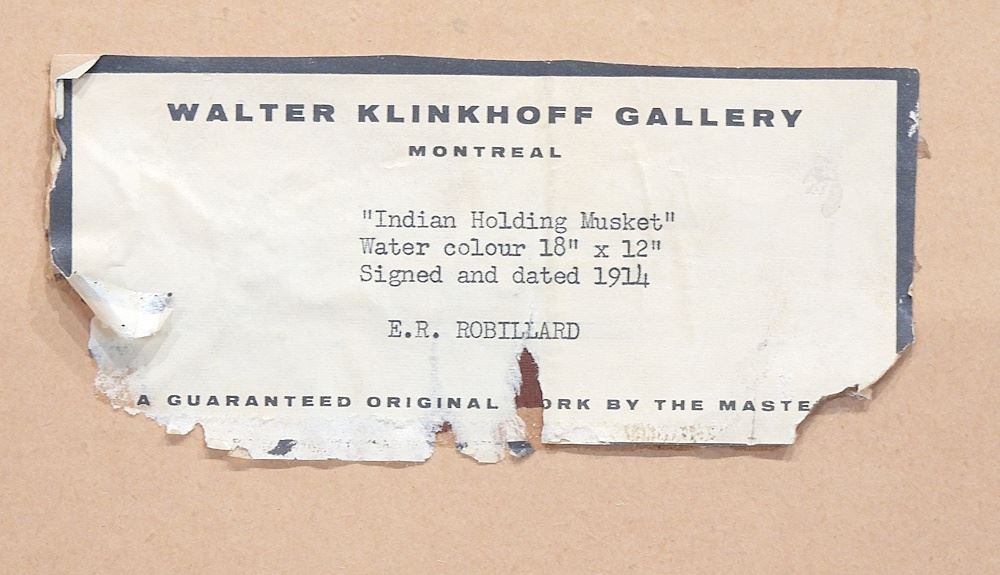 WALTER KLINKHOFF GALLERY
MONTREAL
"Indian Holding Musket"
Water colour 18" x 12"
Signed and dated 1914
E.R. ROBILLARD
A GUARANTEED ORIGINAL ORK BY THE MASTE